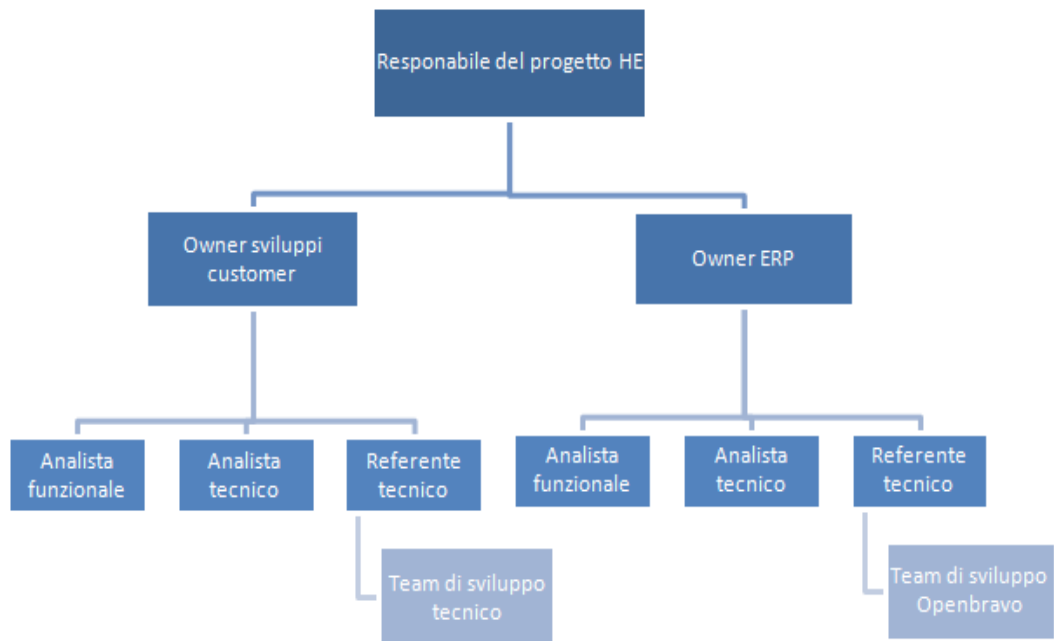 Responabile del progetto HE
Owner sviluppi
customer
Owner ERP
Analista
funzionale
Analista
tecnico
Referente
tecnico
Analista
funzionale
Analista
tecnico
Referente
tecnico
Team di sviluppo
tecnico
Team di sviluppo
Openbravo